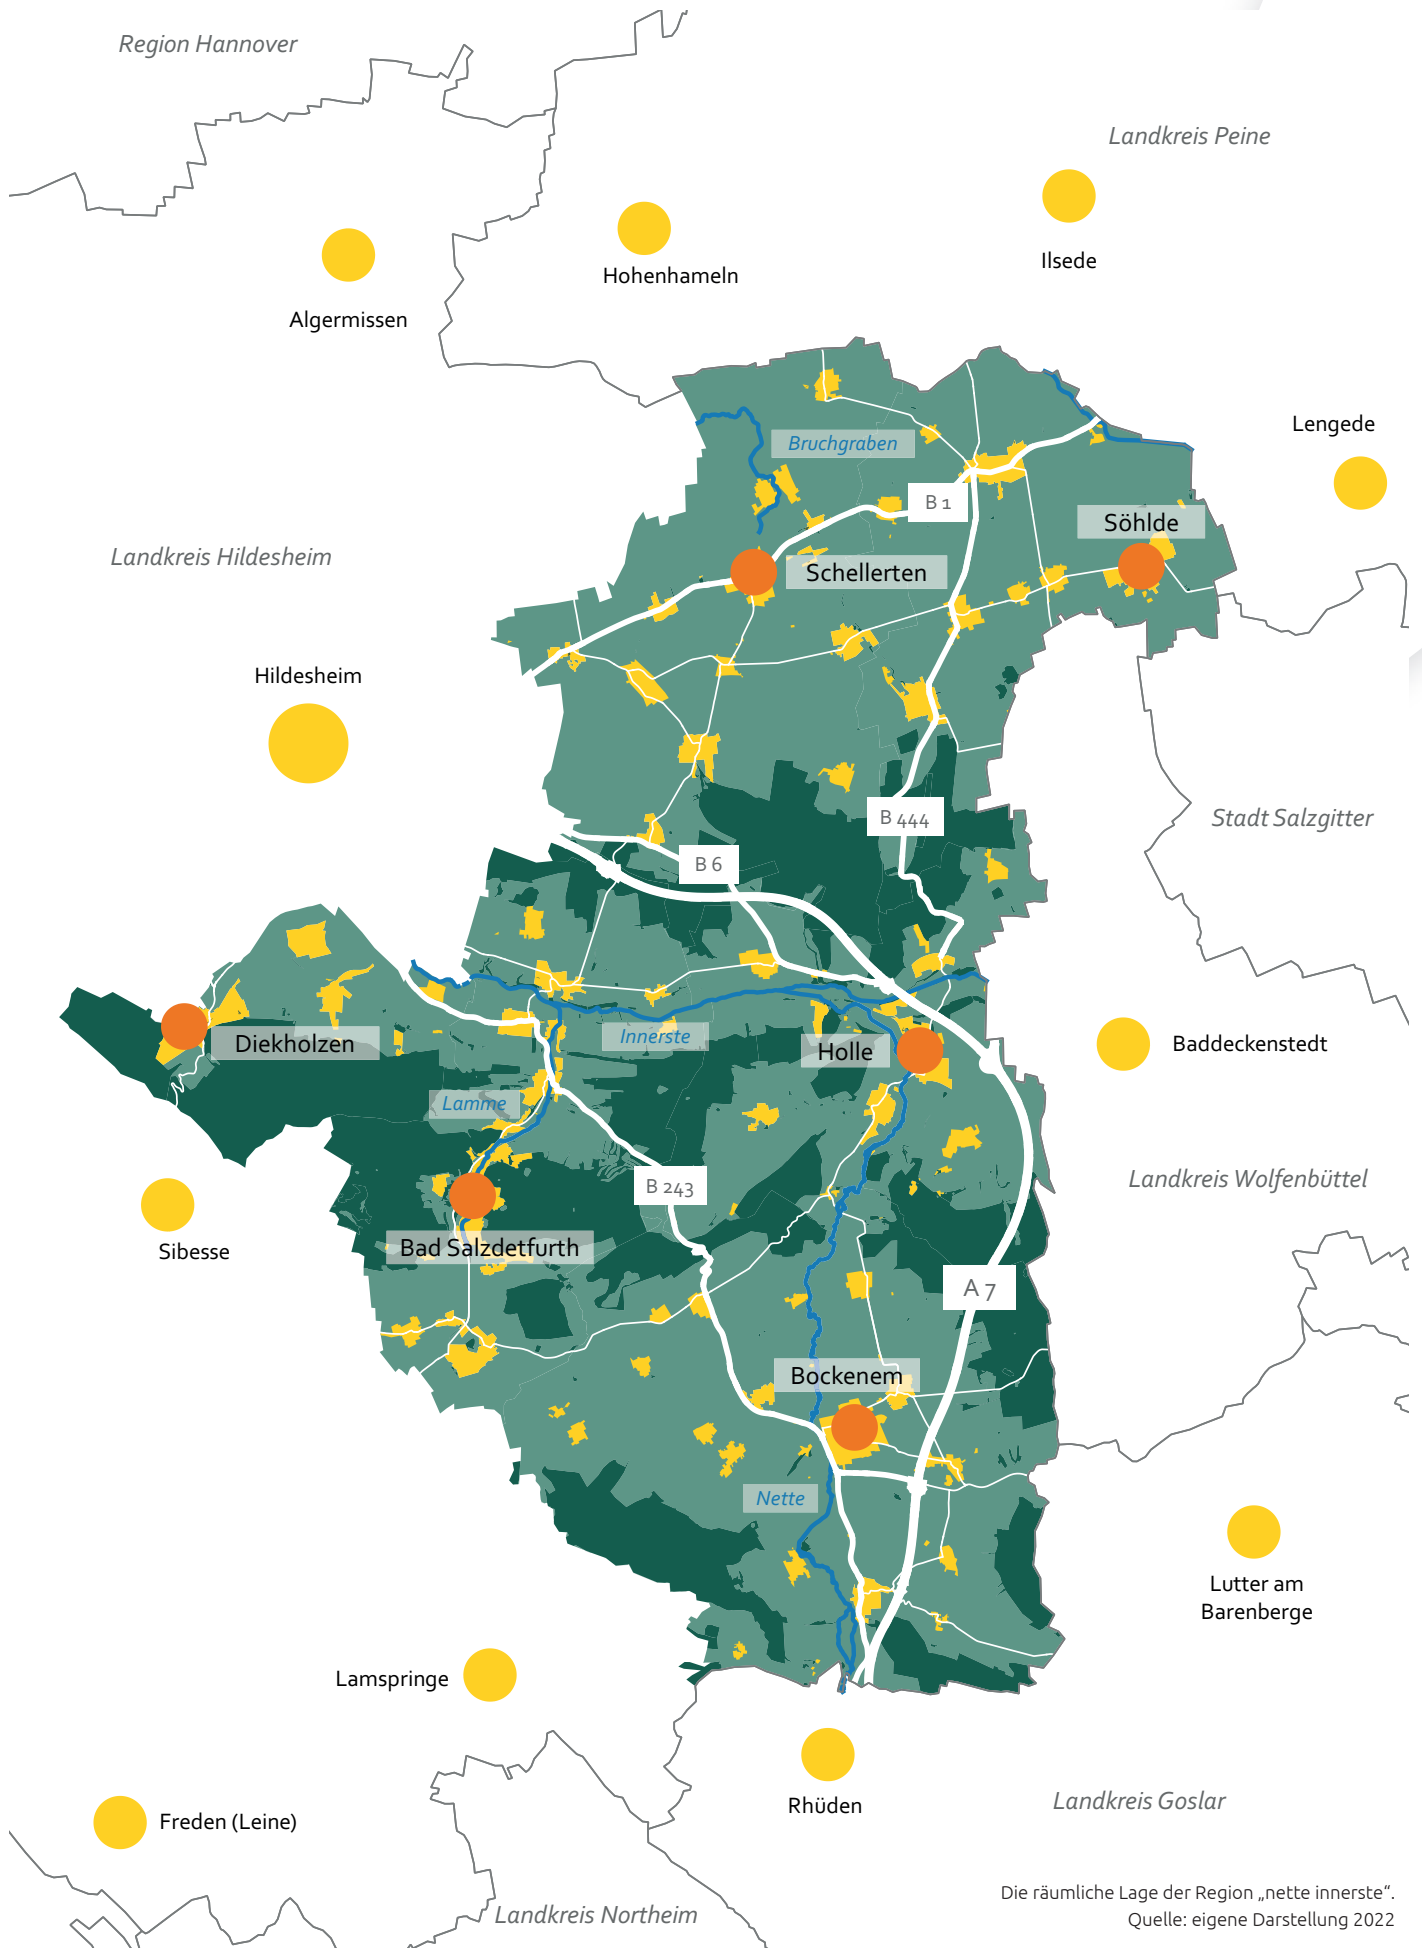 Region Hannover
Landkreis Peine
Ilsede
Hohenhameln
Algermissen
Lengede
Bruchgraben
B 1
Söhlde
Landkreis Hildesheim
Schellerten
Hildesheim
Stadt Salzgitter
B 444
B 6
Innerste
Diekholzen
Holle
Baddeckenstedt
Lamme
Landkreis Wolfenbüttel
B 243
Sibesse
Bad Salzdetfurth
A 7
Bockenem
Nette
Lutter am
Barenberge
Lamspringe
Rhüden
Landkreis Goslar
Freden (Leine)
Landkreis Northeim
Die räumliche Lage der Region „nette innerste“.
Quelle: eigene Darstellung 2022